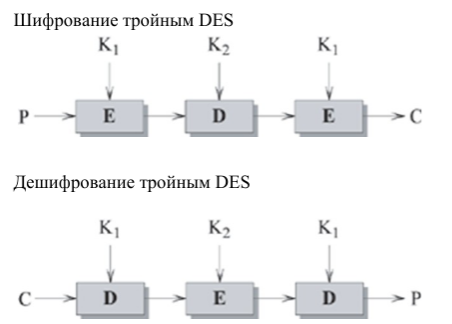 Шифрование тройным DES
K₁ K₂ K₁
P E D E C
Дешифрование тройным DES
K₁ K₂ K₁
C D E D P